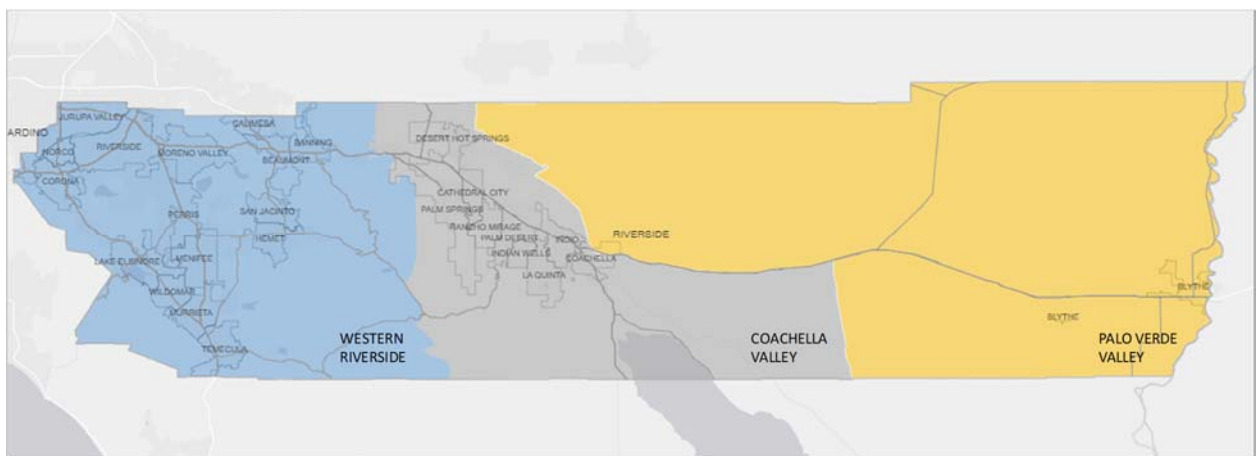 JURUPA VALLEY
CALIMESA
ARDINO
RIVERSIDE
NORCO
MORENO VALLEY
BANNING
BEAUMONT
DESERT HOT SPRINGS
CORONA
CATHEDRAL CITY
PERRIS
SAN JACINTO
PALM SPRINGS
RANCHO MIRAGE
HEMET
PALM DESERT
INDIO
RIVERSIDE
LAKE ELSINORE
MENIFEE
INDIAN WELLS
COACHELLA
LA QUINTA
WILDOMAR
BLYTHE
MURRIETA
BLYTHE
TEMECULA
WESTERN
RIVERSIDE
COACHELLA
VALLEY
PALO VERDE
VALLEY